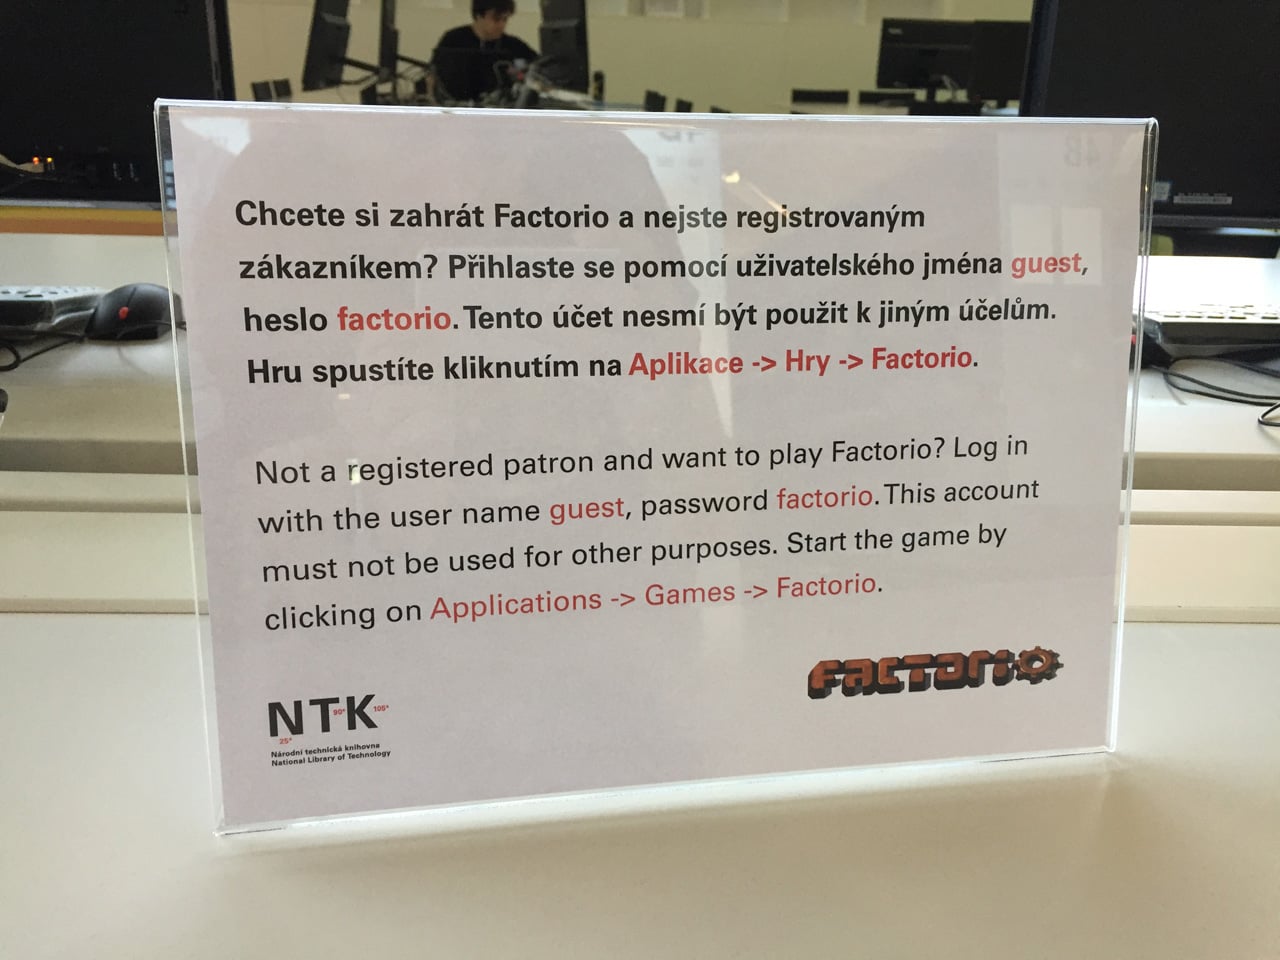 Chcete si zahrát Factorio a nejste registrovaným
zákazníkem? Přihlaste se pomocí uživatelského jména guest,
heslo factorio. Tento účet nesmí být použit k jiným účelům.
Hru spustíte kliknutím na Aplikace -> Hry -> Factorio.
Not a registered patron and want to play Factorio? Log in
with the user name guest, password factorio. This account
must not be used for other purposes. Start the game by
clicking on Applications -> Games -> Factorio.
FACTORIO
NTK
90° 105°
25°
Národní technická knihovna
National Library of Technology